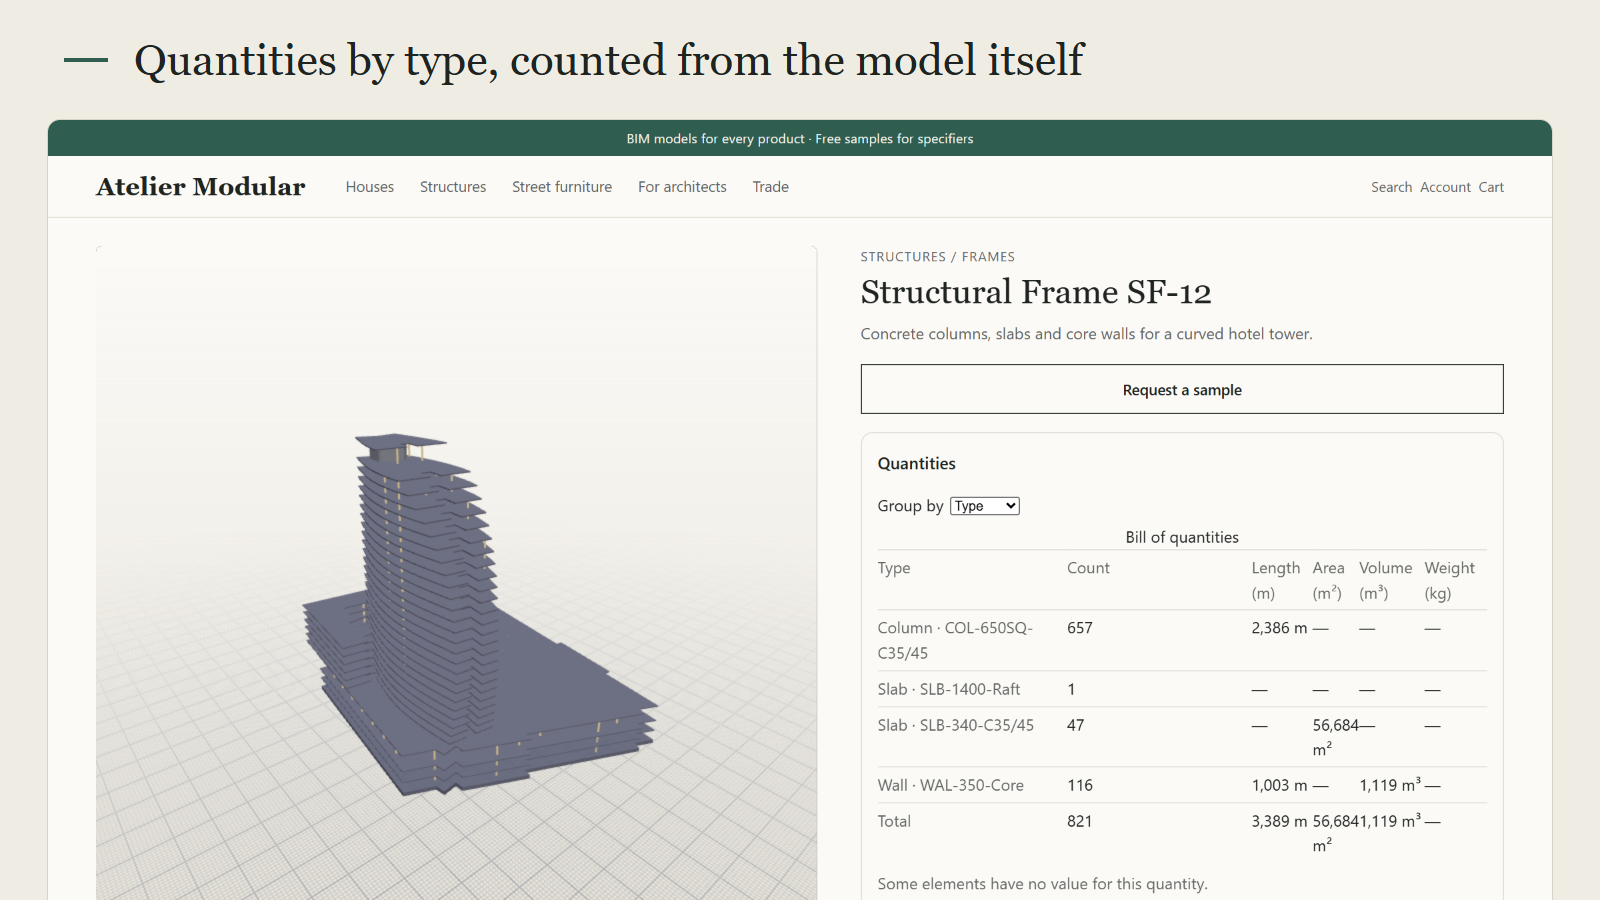 Quantities by type, counted from the model itself
BIM models for every product · Free samples for specifiers
Atelier Modular
Houses Structures Street furniture For architects Trade
Search Account Cart
STRUCTURES / FRAMES
Structural Frame SF-12
Concrete columns, slabs and core walls for a curved hotel tower.
Request a sample
Quantities
Group by Type
Bill of quantities
Type Count Length (m) Area (m²) Volume (m³) Weight (kg)
Column · COL-650SQ-C35/45 657 2,386 m — — —
Slab · SLB-1400-Raft 1 — — — —
Slab · SLB-340-C35/45 47 — 56,684 m² — —
Wall · WAL-350-Core 116 1,003 m — 1,119 m³ —
Total 821 3,389 m 56,684 m² 1,119 m³ —
Some elements have no value for this quantity.